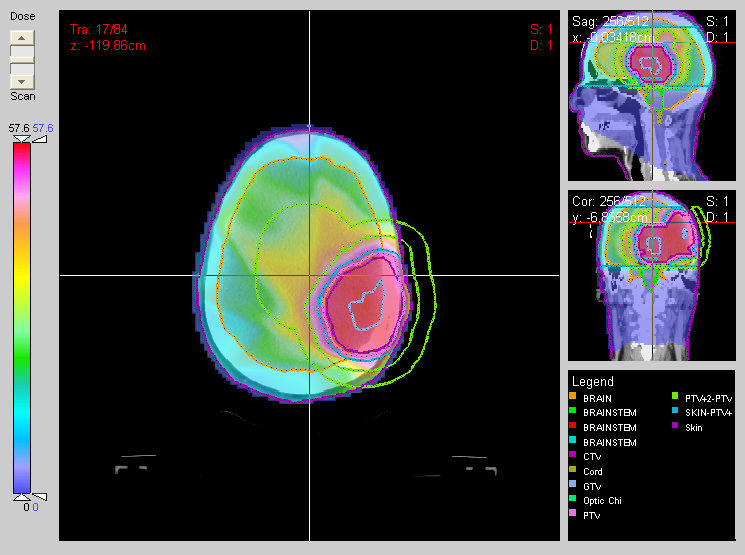 Dose
Scan
57.6 57.6
0 0
Tra: 17/84
z: -119.86cm
S: 1
D: 1
Sag: 256/512
x: -0.03418cm
S: 1
D: 1
Cor: 256/512
y: -6.8658cm
S: 1
D: 1
Legend
BRAIN
BRAINSTEM
BRAINSTEM
BRAINSTEM
CTV
Cord
GTV
Optic Chi
PTV
PTV+2-PTV
SKIN-PTV+
Skin